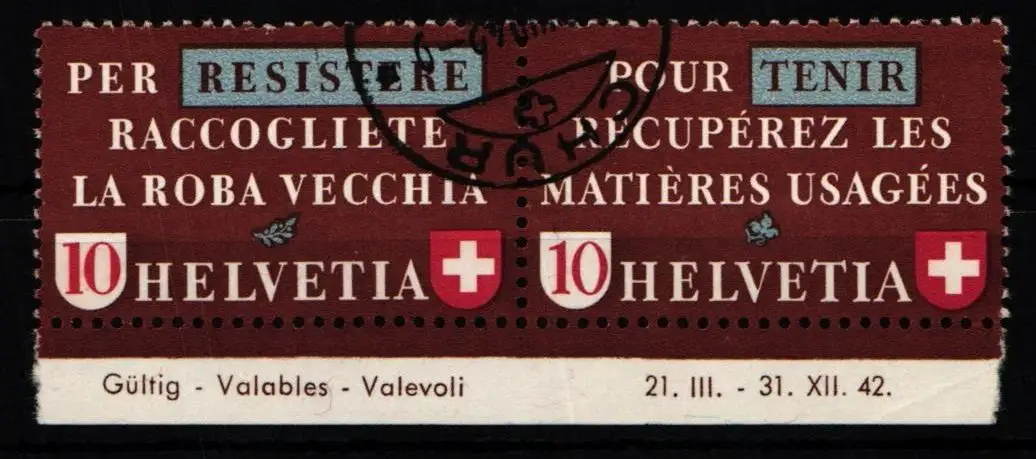 PER RESISTERE
RACCOGLIETE
LA ROBA VECCHIA
10 HELVETIA
POUR TENIR
RÉCUPÉREZ LES
MATIÈRES USAGÉES
10 HELVETIA
CHUR
Gültig - Valables - Valevoli 21. III. - 31. XII. 42.